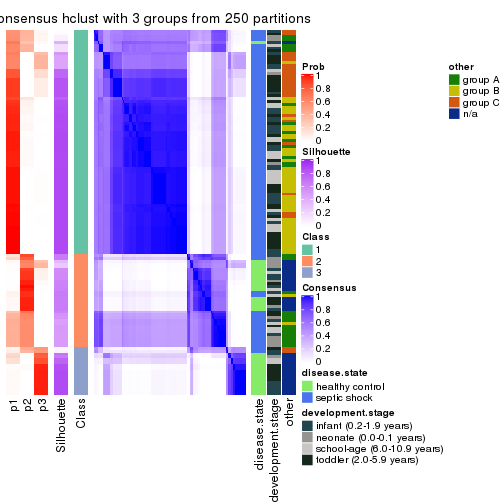 onsensus hclust with 3 groups from 250 partitions
p1
p2
p3
Silhouette
Class
disease.state
development.stage
other
Prob
1
0.8
0.6
0.4
0.2
0
Silhouette
1
0.8
0.6
0.4
0.2
0
Class
1
2
3
Consensus
1
0.8
0.6
0.4
0.2
0
disease.state
healthy control
septic shock
development.stage
infant (0.2-1.9 years)
neonate (0.0-0.1 years)
school-age (6.0-10.9 years)
toddler (2.0-5.9 years)
other
group A
group B
group C
n/a